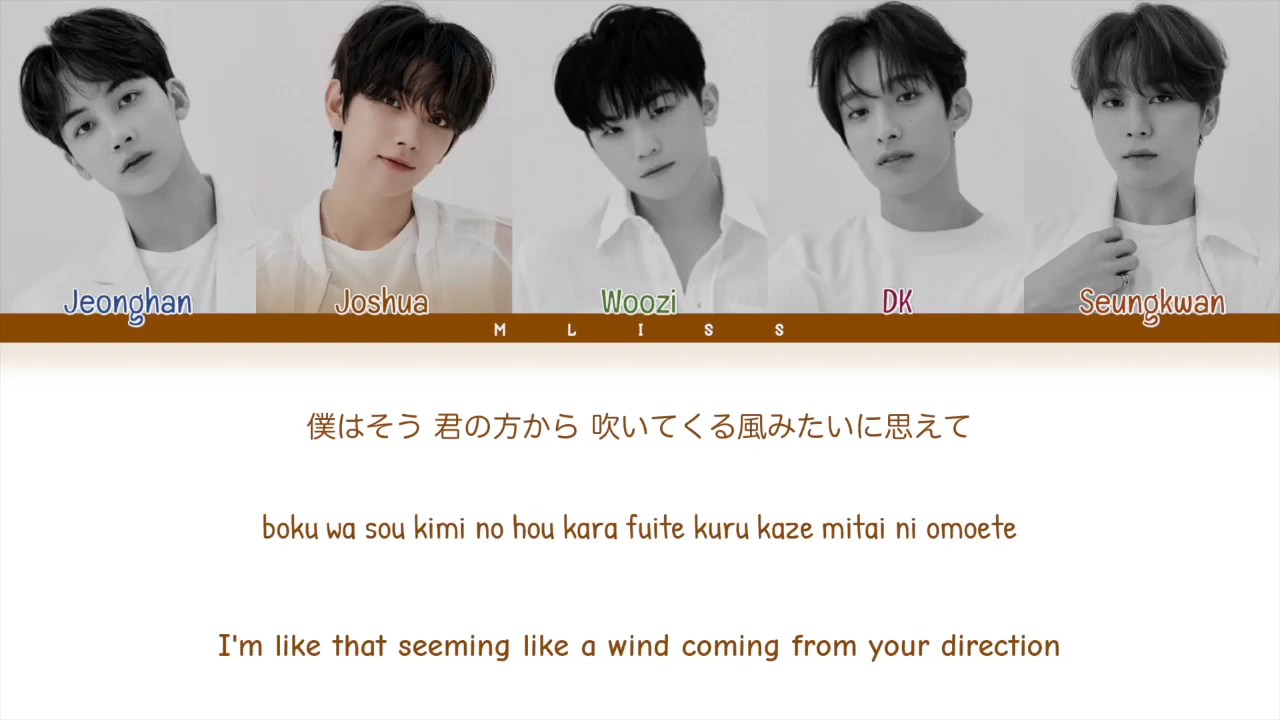 Jeonghan Joshua Woozi DK Seungkwan
M L I S S
僕はそう 君の方から 吹いてくる風みたいに思えて
boku wa sou kimi no hou kara fuite kuru kaze mitai ni omoete
I'm like that seeming like a wind coming from your direction